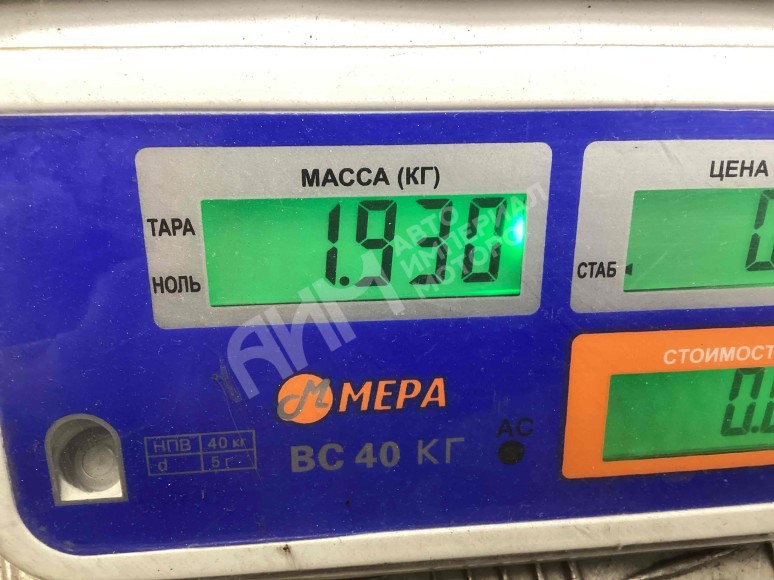 МАССА (КГ)
ЦЕНА
ТАРА
1.930
НОЛЬ
СТАБ
АИМ АВТО ИМПЕРИАЛ МОТОРС
СТОИМОСТ
МЕРА
0.
АС
НПВ 40 кг
d 5 г
ВС 40 КГ